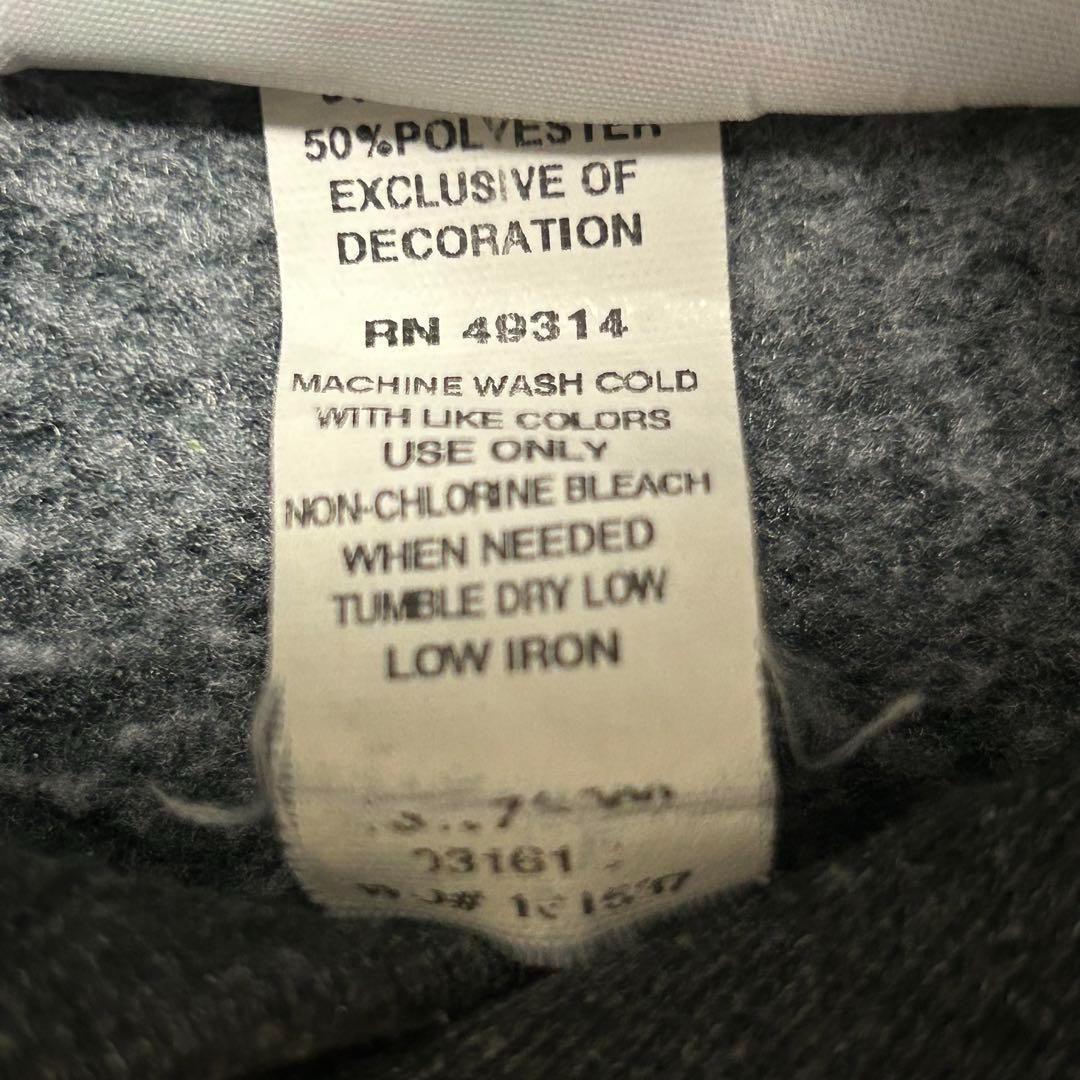 50%POLYESTER
EXCLUSIVE OF
DECORATION
RN 49314
MACHINE WASH COLD
WITH LIKE COLORS
USE ONLY
NON-CHLORINE BLEACH
WHEN NEEDED
TUMBLE DRY LOW
LOW IRON